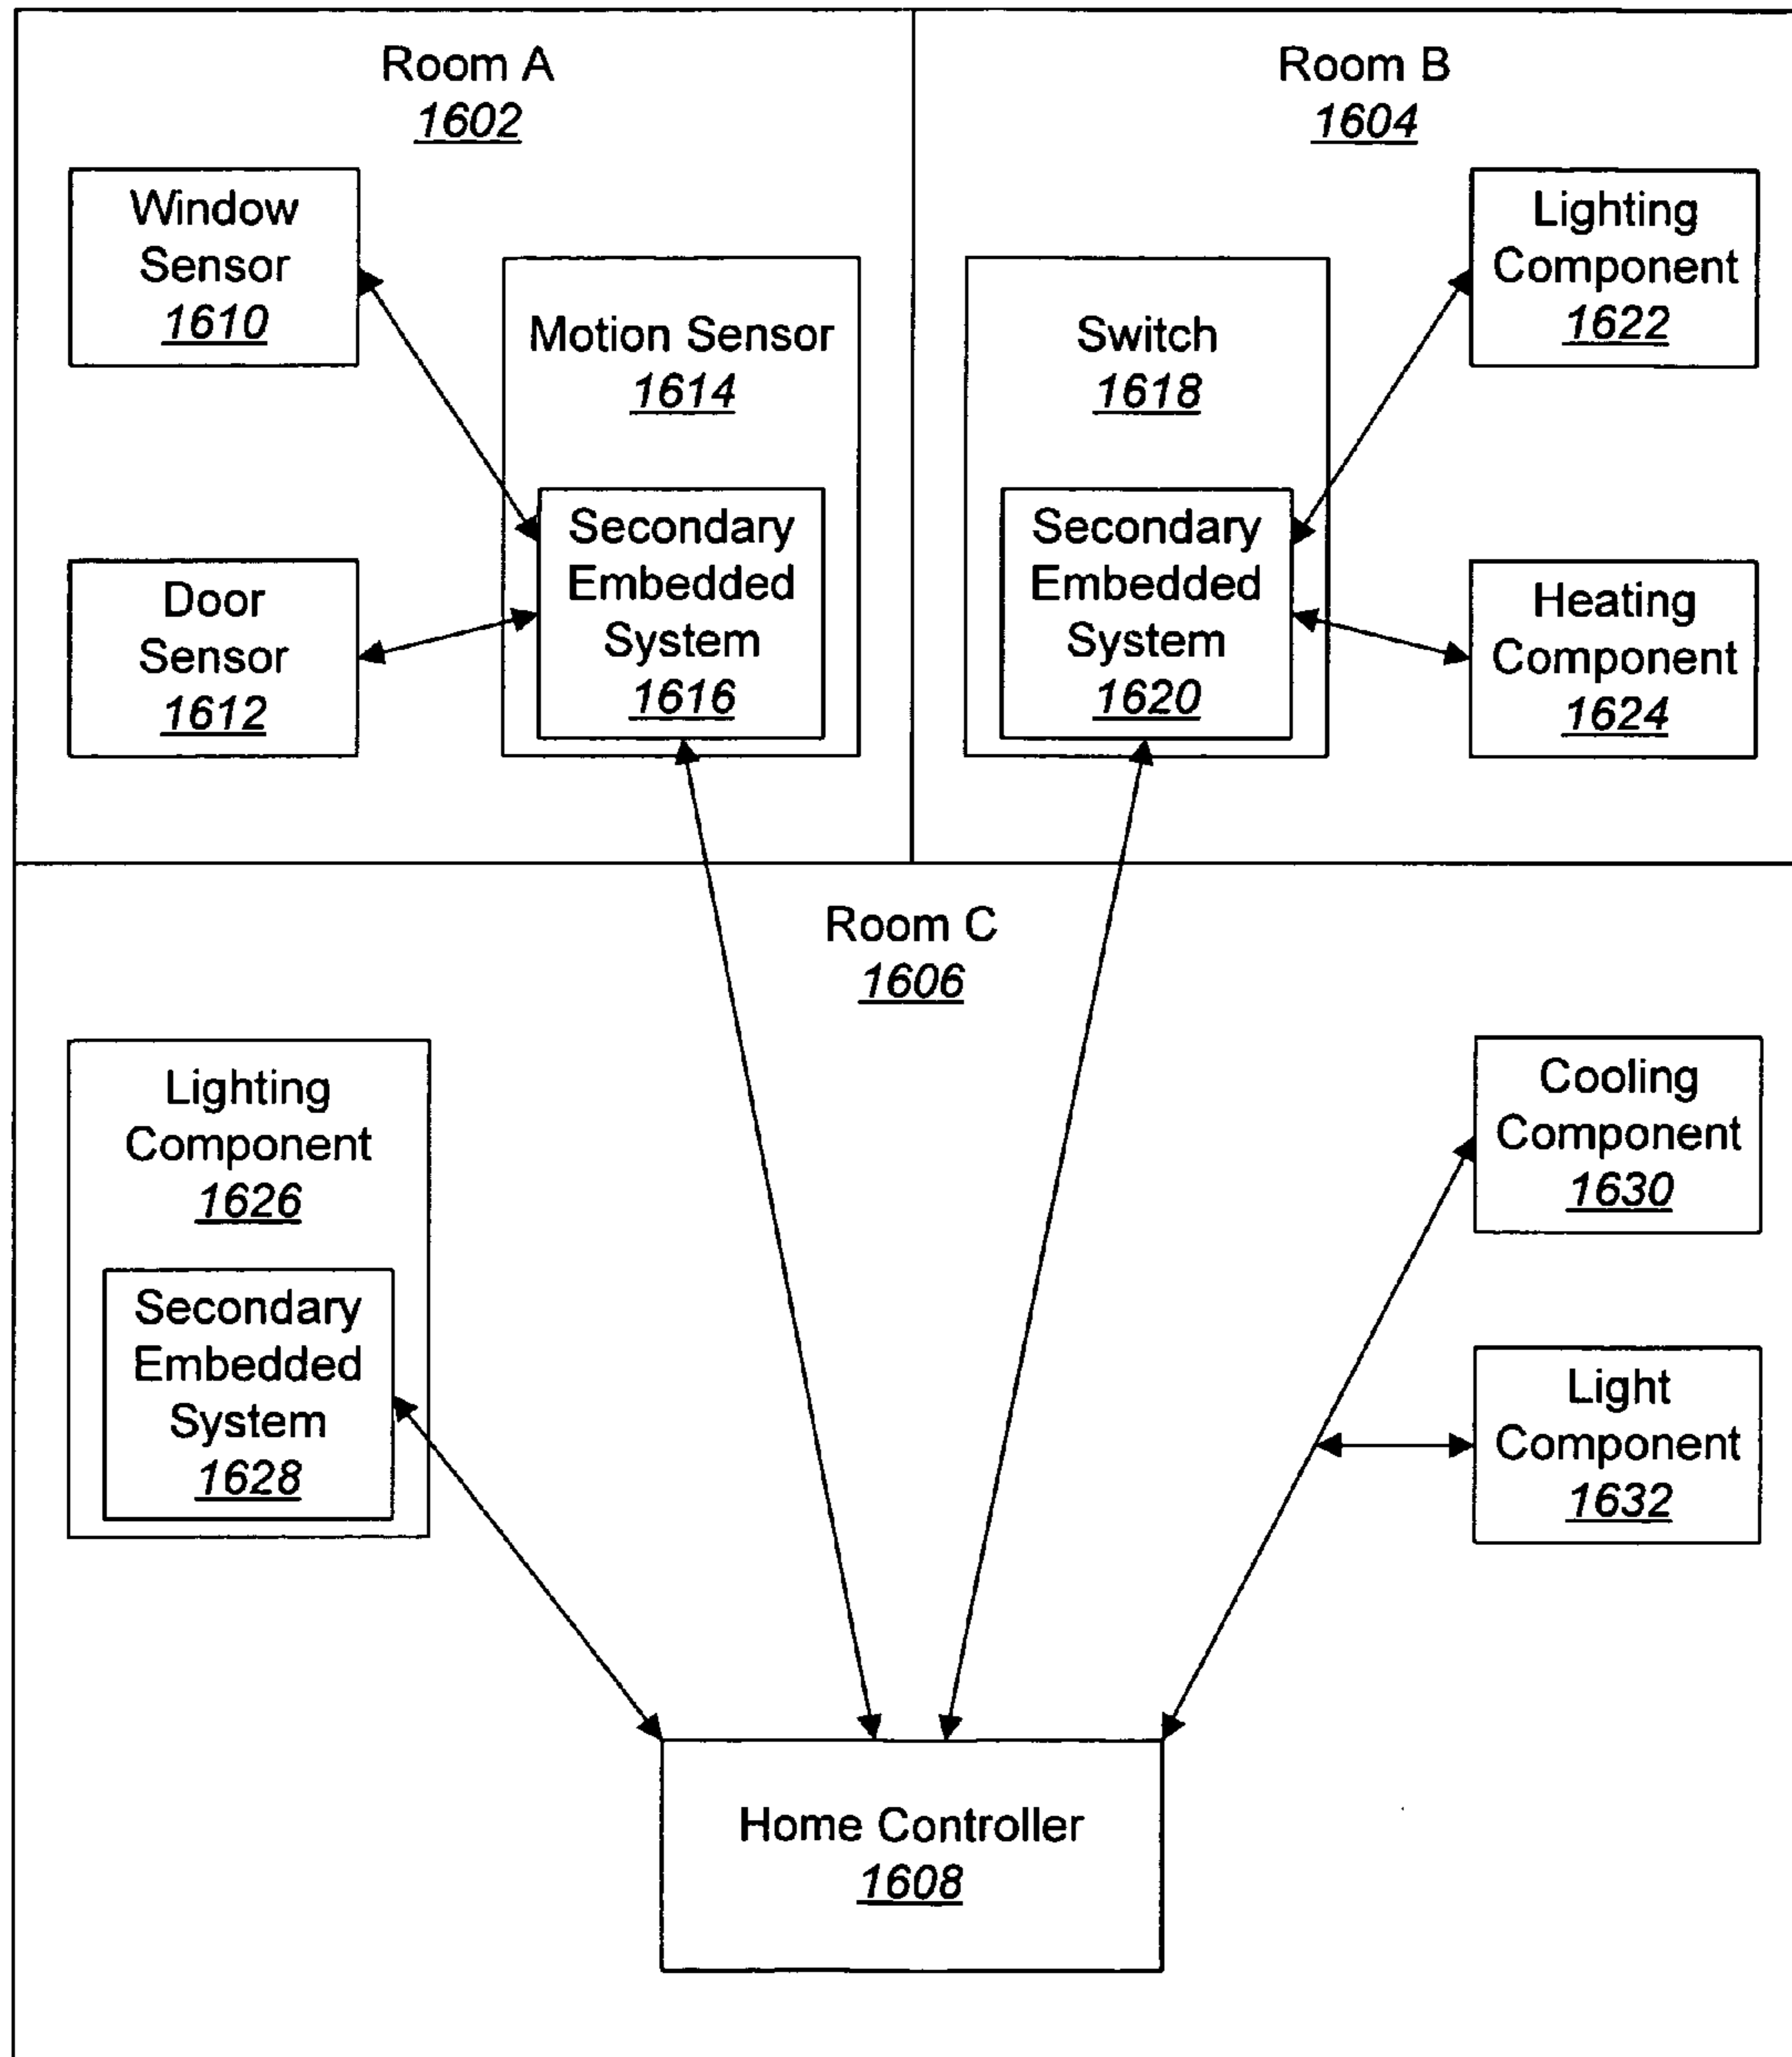 Room A
1602
Room B
1604
Window
Sensor
1610
Motion Sensor
1614
Secondary
Embedded
System
1616
Door
Sensor
1612
Switch
1618
Secondary
Embedded
System
1620
Lighting
Component
1622
Heating
Component
1624
Room C
1606
Lighting
Component
1626
Secondary
Embedded
System
1628
Cooling
Component
1630
Light
Component
1632
Home Controller
1608